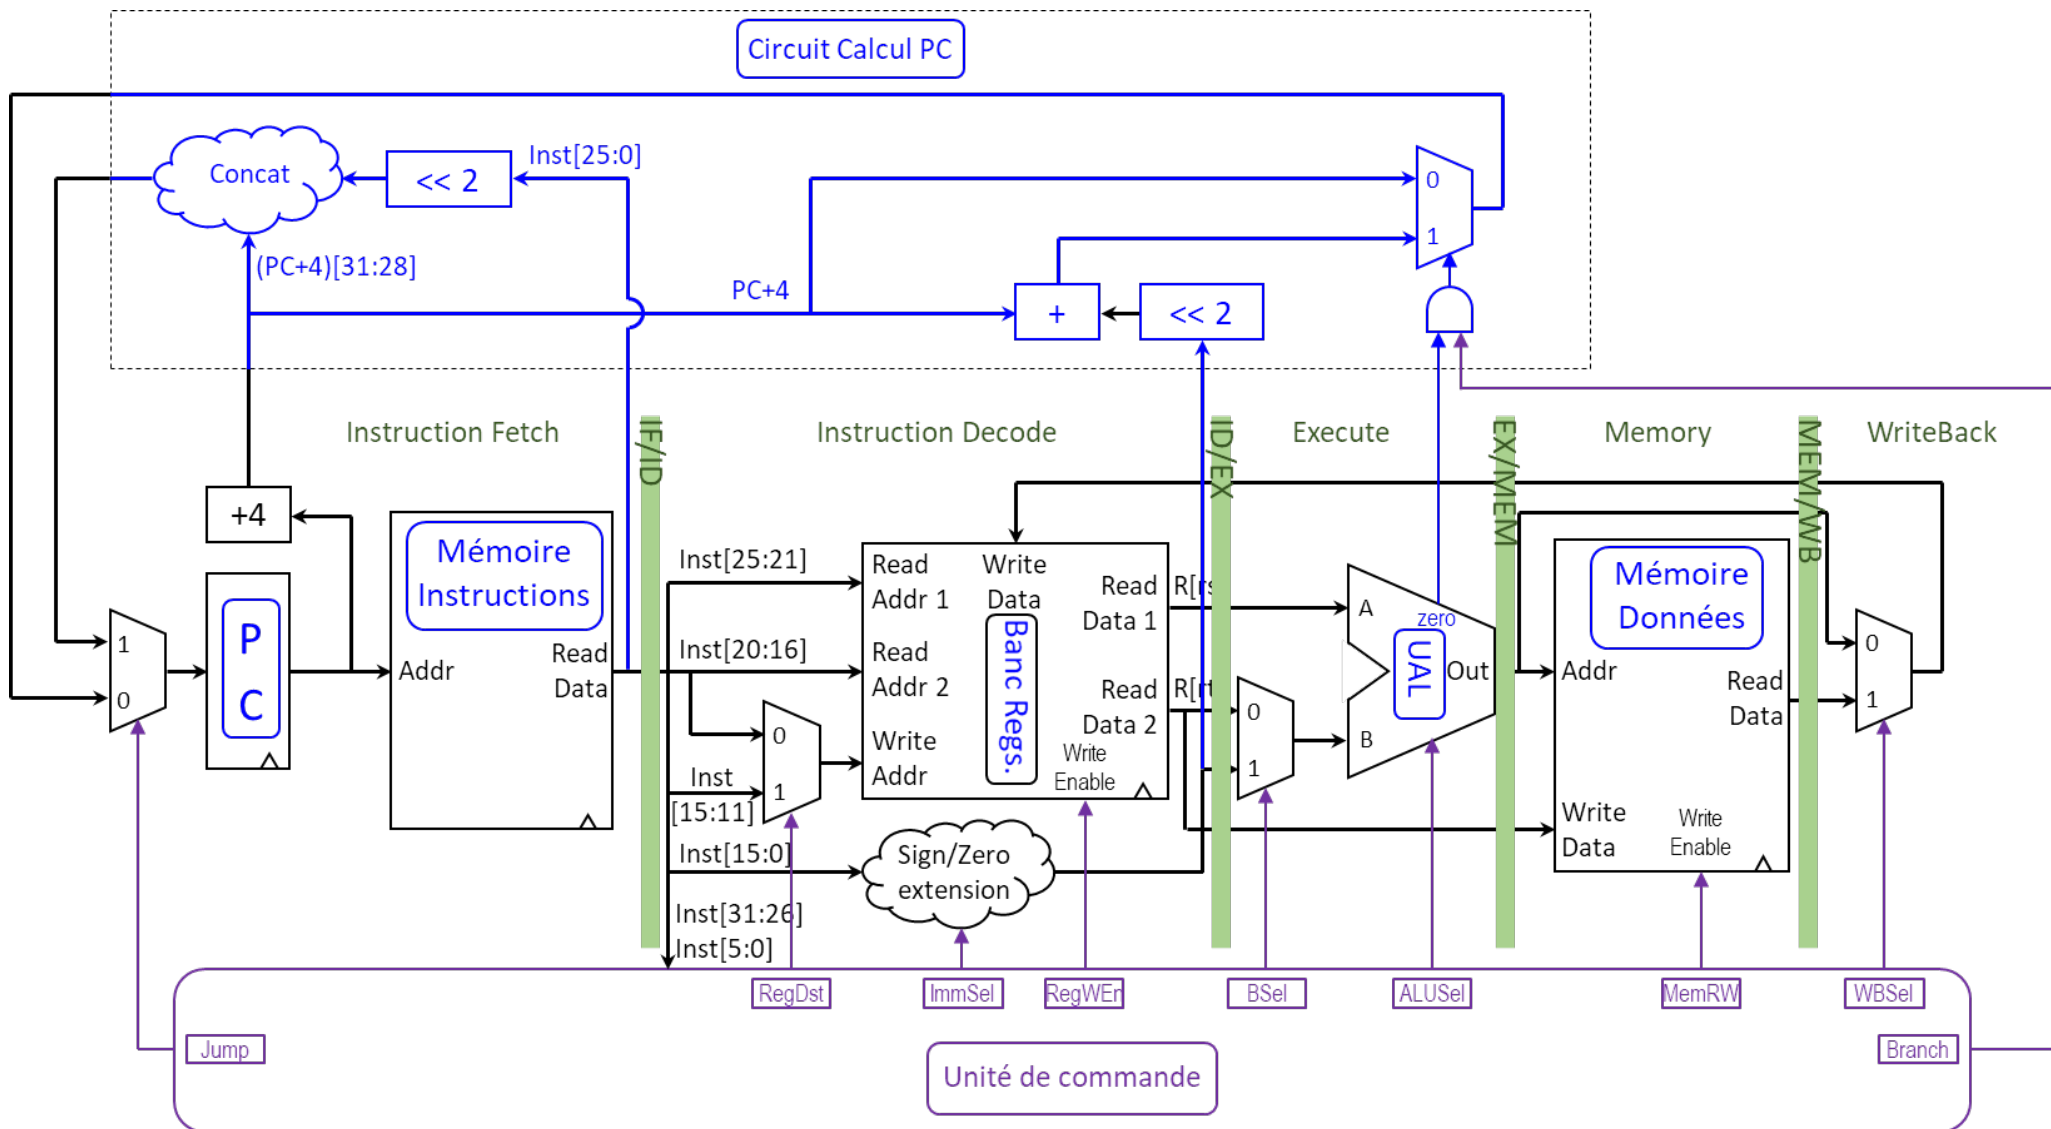 Circuit Calcul PC
Concat
<< 2
Inst[25:0]
0
1
(PC+4)[31:28]
PC+4
+
<< 2
Instruction Fetch
IF/ID
Instruction Decode
ID/EX
Execute
EX/MEM
Memory
MEM/WB
WriteBack
+4
Mémoire
Instructions
Addr
Read
Data
1
0
P
C
Inst[25:21]
Inst[20:16]
0
1
Inst
[15:11]
Inst[15:0]
Inst[31:26]
Inst[5:0]
Read
Addr 1
Read
Addr 2
Write
Addr
Write
Data
Banc Regs.
Read
Data 1
Read
Data 2
Write
Enable
Sign/Zero
extension
R[rs
R[rt
0
1
A
B
zero
UAL
Out
Mémoire
Données
Addr
Read
Data
Write
Data
Write
Enable
0
1
RegDst
ImmSel
RegWEn
BSel
ALUSel
MemRW
WBSel
Jump
Branch
Unité de commande